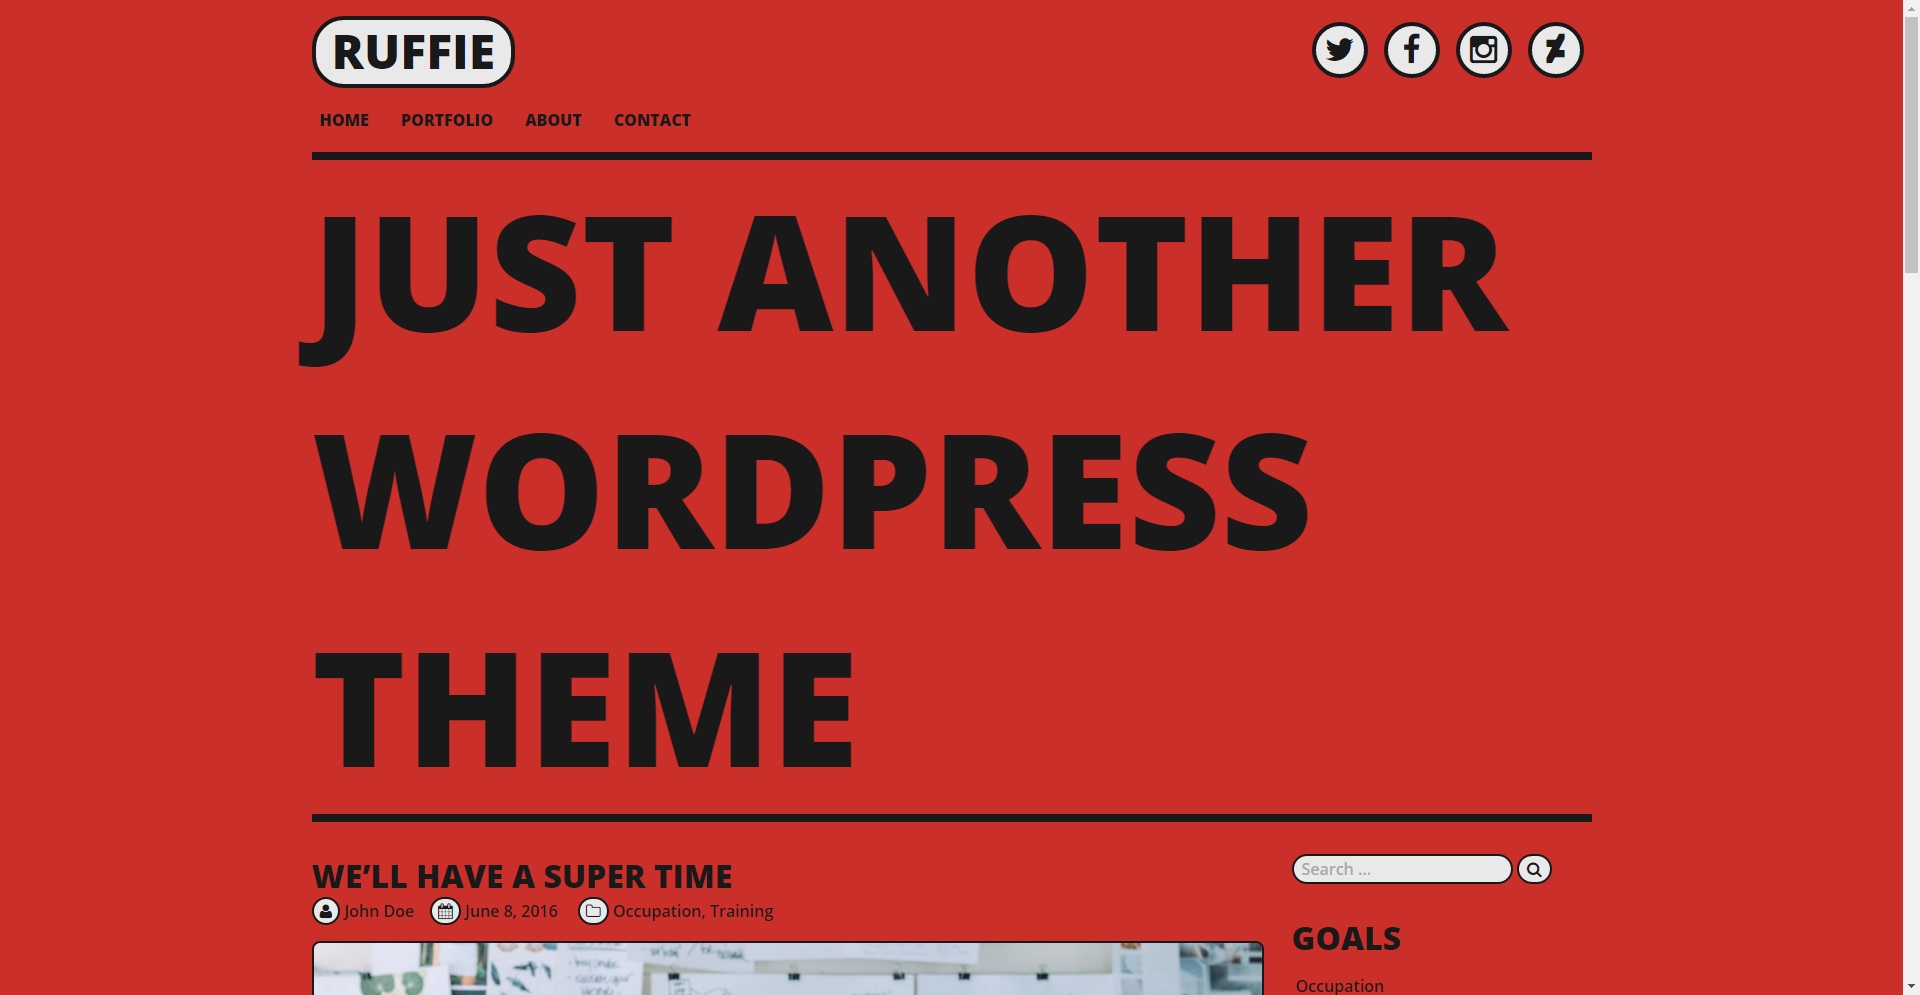 RUFFIE
HOME PORTFOLIO ABOUT CONTACT
JUST ANOTHER
WORDPRESS
THEME
WE’LL HAVE A SUPER TIME
John Doe June 8, 2016 Occupation, Training
Search ...
GOALS
Occupation